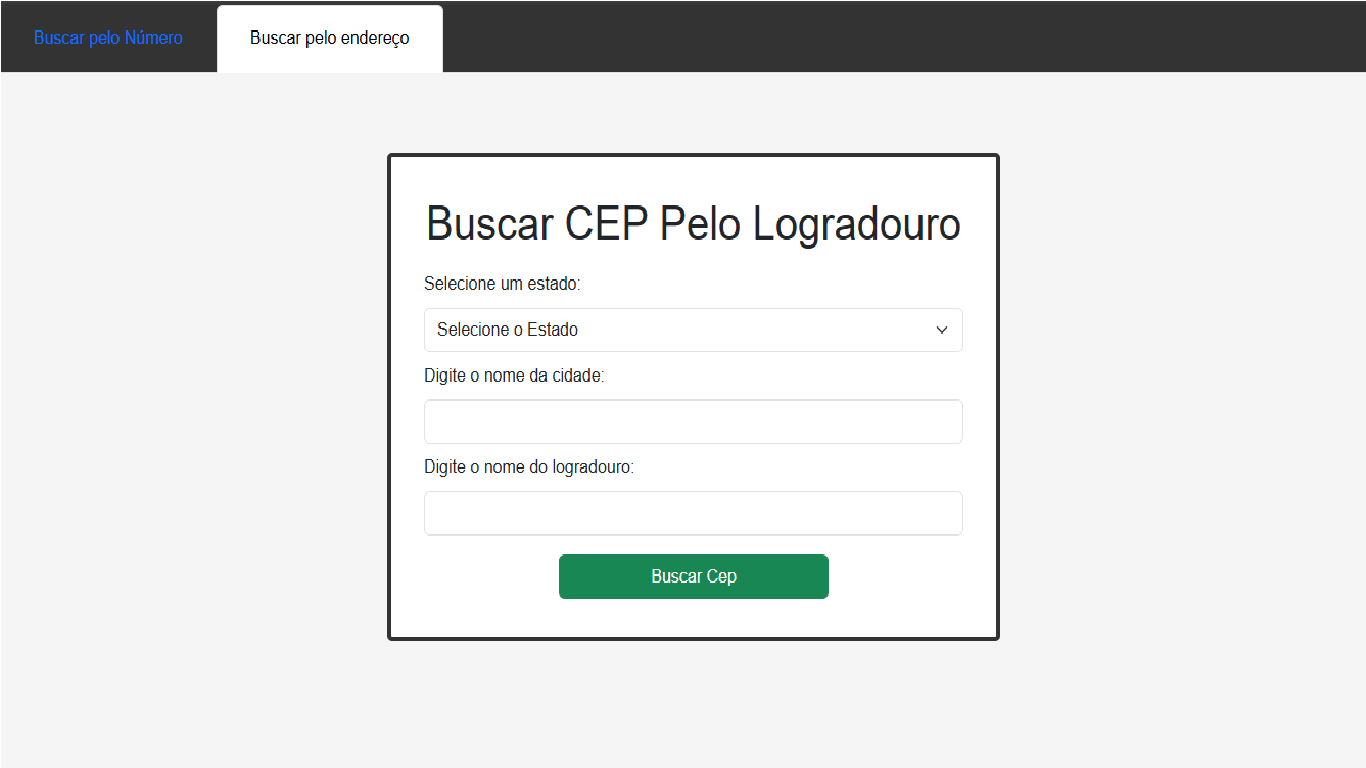 Buscar pelo Número
Buscar pelo endereço
Buscar CEP Pelo Logradouro
Selecione um estado:
Selecione o Estado
Digite o nome da cidade:
Digite o nome do logradouro:
Buscar Cep